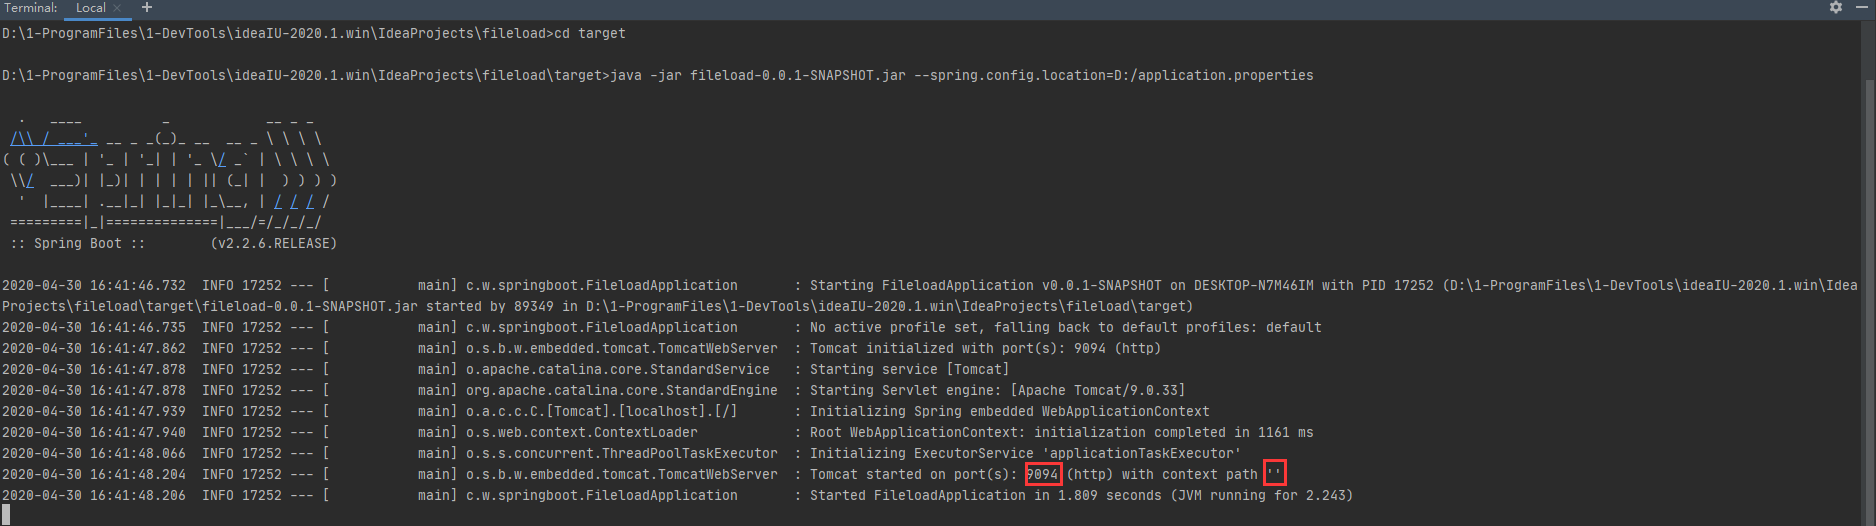 Terminal: Local × +
D:\1-ProgramFiles\1-DevTools\ideaIU-2020.1.win\IdeaProjects\fileload>cd target
D:\1-ProgramFiles\1-DevTools\ideaIU-2020.1.win\IdeaProjects\fileload\target>java -jar fileload-0.0.1-SNAPSHOT.jar --spring.config.location=D:/application.properties
  .   ____          _            __ _ _
 /\\ / ___'_ __ _ _(_)_ __  __ _ \ \ \ \
( ( )\___ | '_ | '_| | '_ \/ _` | \ \ \ \
 \\/  ___)| |_)| | | | | || (_| |  ) ) ) )
  '  |____| .__|_| |_|_| |_\__, | / / / /
 =========|_|==============|___/=/_/_/_/
 :: Spring Boot ::        (v2.2.6.RELEASE)
2020-04-30 16:41:46.732  INFO 17252 --- [           main] c.w.springboot.FileloadApplication       : Starting FileloadApplication v0.0.1-SNAPSHOT on DESKTOP-N7M46IM with PID 17252 (D:\1-ProgramFiles\1-DevTools\ideaIU-2020.1.win\Idea
Projects\fileload\target\fileload-0.0.1-SNAPSHOT.jar started by 89349 in D:\1-ProgramFiles\1-DevTools\ideaIU-2020.1.win\IdeaProjects\fileload\target)
2020-04-30 16:41:46.735  INFO 17252 --- [           main] c.w.springboot.FileloadApplication       : No active profile set, falling back to default profiles: default
2020-04-30 16:41:47.862  INFO 17252 --- [           main] o.s.b.w.embedded.tomcat.TomcatWebServer  : Tomcat initialized with port(s): 9094 (http)
2020-04-30 16:41:47.878  INFO 17252 --- [           main] o.apache.catalina.core.StandardService   : Starting service [Tomcat]
2020-04-30 16:41:47.878  INFO 17252 --- [           main] org.apache.catalina.core.StandardEngine  : Starting Servlet engine: [Apache Tomcat/9.0.33]
2020-04-30 16:41:47.939  INFO 17252 --- [           main] o.a.c.c.C.[Tomcat].[localhost].[/]       : Initializing Spring embedded WebApplicationContext
2020-04-30 16:41:47.940  INFO 17252 --- [           main] o.s.web.context.ContextLoader            : Root WebApplicationContext: initialization completed in 1161 ms
2020-04-30 16:41:48.066  INFO 17252 --- [           main] o.s.s.concurrent.ThreadPoolTaskExecutor  : Initializing ExecutorService 'applicationTaskExecutor'
2020-04-30 16:41:48.204  INFO 17252 --- [           main] o.s.b.w.embedded.tomcat.TomcatWebServer  : Tomcat started on port(s): 9094 (http) with context path ''
2020-04-30 16:41:48.206  INFO 17252 --- [           main] c.w.springboot.FileloadApplication       : Started FileloadApplication in 1.809 seconds (JVM running for 2.243)